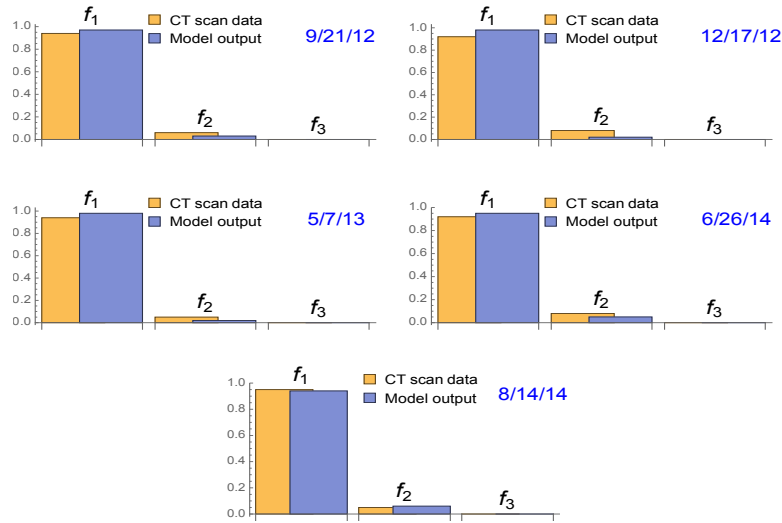 f1 CT scan data
1.0 Model output 9/21/12
0.8
0.6
0.4
0.2 f2 f3
0.0
f1 CT scan data
1.0 Model output 12/17/12
0.8
0.6
0.4
0.2 f2 f3
0.0
f1 CT scan data
1.0 Model output 5/7/13
0.8
0.6
0.4
0.2 f2 f3
0.0
f1 CT scan data
1.0 Model output 6/26/14
0.8
0.6
0.4
0.2 f2 f3
0.0
f1 CT scan data
1.0 Model output 8/14/14
0.8
0.6
0.4
0.2 f2 f3
0.0